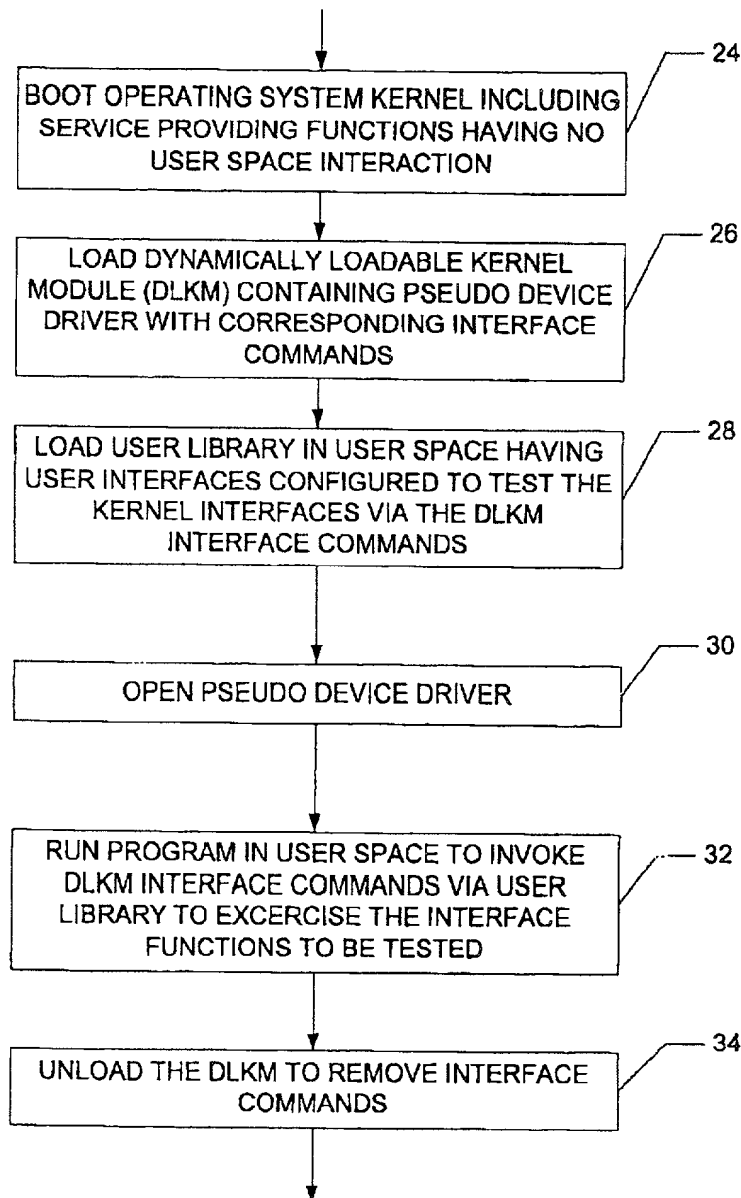 24
BOOT OPERATING SYSTEM KERNEL INCLUDING
SERVICE PROVIDING FUNCTIONS HAVING NO
USER SPACE INTERACTION
26
LOAD DYNAMICALLY LOADABLE KERNEL
MODULE (DLKM) CONTAINING PSEUDO DEVICE
DRIVER WITH CORRESPONDING INTERFACE
COMMANDS
28
LOAD USER LIBRARY IN USER SPACE HAVING
USER INTERFACES CONFIGURED TO TEST THE
KERNEL INTERFACES VIA THE DLKM
INTERFACE COMMANDS
30
OPEN PSEUDO DEVICE DRIVER
32
RUN PROGRAM IN USER SPACE TO INVOKE
DLKM INTERFACE COMMANDS VIA USER
LIBRARY TO EXCERCISE THE INTERFACE
FUNCTIONS TO BE TESTED
34
UNLOAD THE DLKM TO REMOVE INTERFACE
COMMANDS